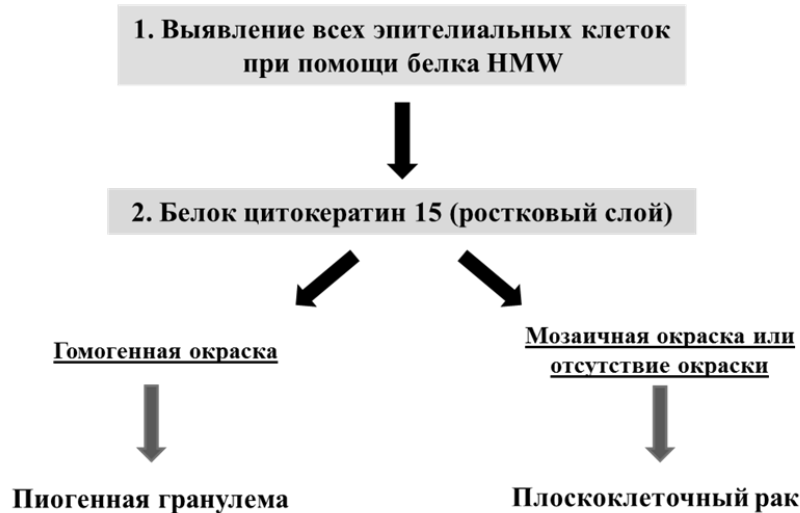 1. Выявление всех эпителиальных клеток
при помощи белка HMW
2. Белок цитокератин 15 (ростковый слой)
Гомогенная окраска
Мозаичная окраска или
отсутствие окраски
Пиогенная гранулема
Плоскоклеточный рак